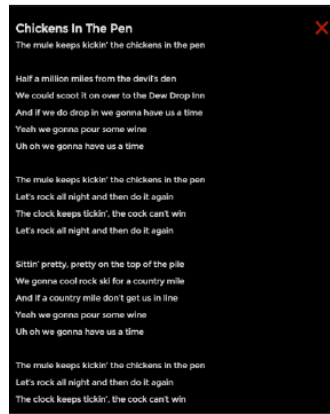 Chickens In The Pen
The mule keeps kickin' the chickens in the pen
Half a million miles from the devil's den
We could scoot it on over to the Dew Drop Inn
And if we do drop in we gonna have us a time
Yeah we gonna pour some wine
Uh oh we gonna have us a time
The mule keeps kickin' the chickens in the pen
Let's rock all night and then do it again
The clock keeps tickin', the cock can't win
Let's rock all night and then do it again
Sittin' pretty, pretty on the top of the pile
We gonna cool rock ski for a country mile
And if a country mile don't get us in line
Yeah we gonna pour some wine
Uh oh we gonna have us a time
The mule keeps kickin' the chickens in the pen
Let's rock all night and then do it again
The clock keeps tickin', the cock can't win